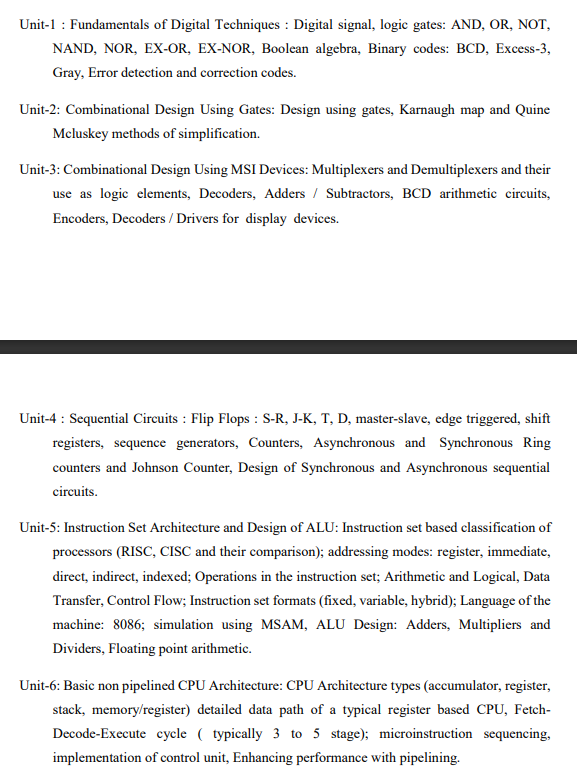 Unit-1 : Fundamentals of Digital Techniques : Digital signal, logic gates: AND, OR, NOT,
NAND, NOR, EX-OR, EX-NOR, Boolean algebra, Binary codes: BCD, Excess-3,
Gray, Error detection and correction codes.
Unit-2: Combinational Design Using Gates: Design using gates, Karnaugh map and Quine
Mcluskey methods of simplification.
Unit-3: Combinational Design Using MSI Devices: Multiplexers and Demultiplexers and their
use as logic elements, Decoders, Adders / Subtractors, BCD arithmetic circuits,
Encoders, Decoders / Drivers for display devices.
Unit-4 : Sequential Circuits : Flip Flops : S-R, J-K, T, D, master-slave, edge triggered, shift
registers, sequence generators, Counters, Asynchronous and Synchronous Ring
counters and Johnson Counter, Design of Synchronous and Asynchronous sequential
circuits.
Unit-5: Instruction Set Architecture and Design of ALU: Instruction set based classification of
processors (RISC, CISC and their comparison); addressing modes: register, immediate,
direct, indirect, indexed; Operations in the instruction set; Arithmetic and Logical, Data
Transfer, Control Flow; Instruction set formats (fixed, variable, hybrid); Language of the
machine: 8086; simulation using MSAM, ALU Design: Adders, Multipliers and
Dividers, Floating point arithmetic.
Unit-6: Basic non pipelined CPU Architecture: CPU Architecture types (accumulator, register,
stack, memory/register) detailed data path of a typical register based CPU, Fetch-
Decode-Execute cycle ( typically 3 to 5 stage); microinstruction sequencing,
implementation of control unit, Enhancing performance with pipelining.